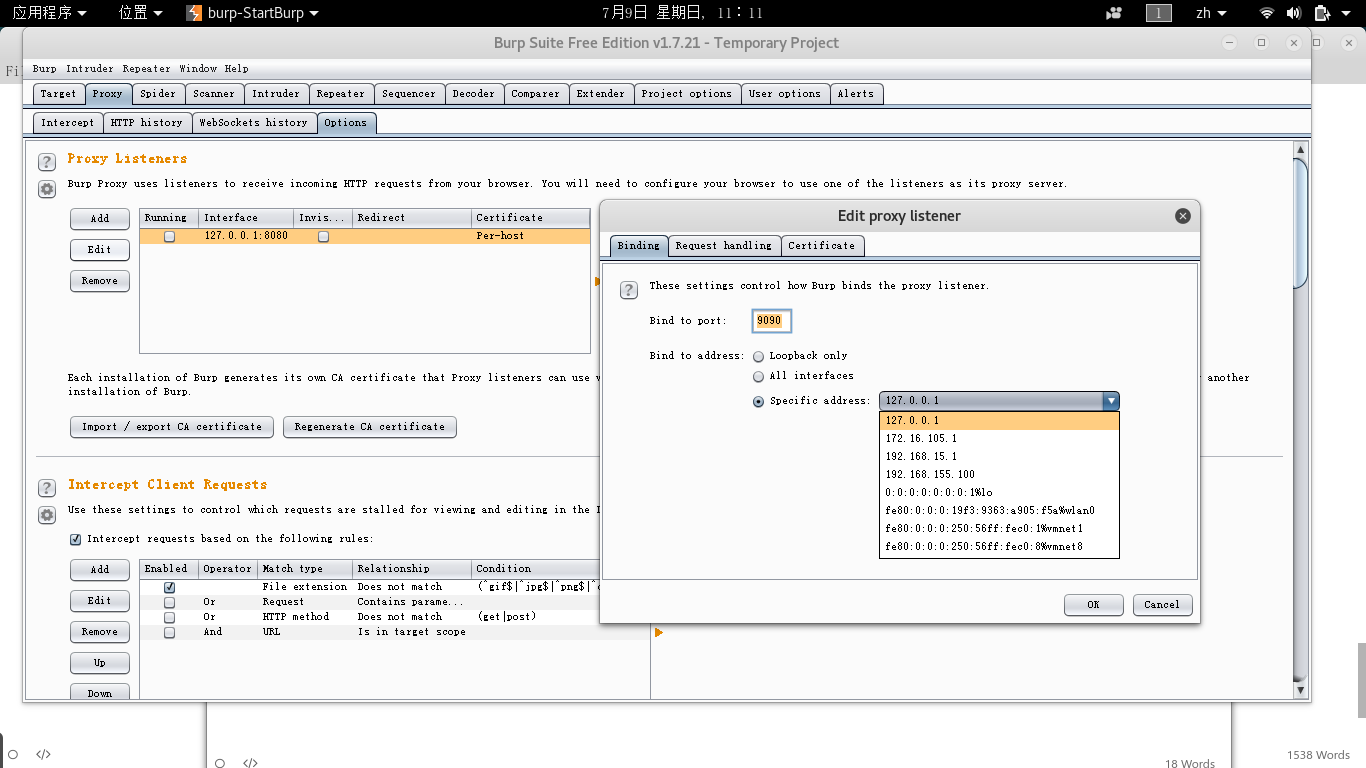 应用程序 位置 burp-StartBurp 7月9日 星期日, 11:11 1 zh
Burp Suite Free Edition v1.7.21 - Temporary Project
Burp Intruder Repeater Window Help
Target Proxy Spider Scanner Intruder Repeater Sequencer Decoder Comparer Extender Project options User options Alerts
Intercept HTTP history WebSockets history Options
Proxy Listeners
Burp Proxy uses listeners to receive incoming HTTP requests from your browser. You will need to configure your browser to use one of the listeners as its proxy server.
Add
Edit
Remove
Running Interface Invis... Redirect Certificate
127.0.0.1:8080 Per-host
Each installation of Burp generates its own CA certificate that Proxy listeners can use
another
installation of Burp.
Import / export CA certificate Regenerate CA certificate
Intercept Client Requests
Use these settings to control which requests are stalled for viewing and editing in the
Intercept requests based on the following rules:
Add
Edit
Remove
Up
Down
Enabled Operator Match type Relationship Condition
File extension Does not match (^gif$|^jpg$|^png$|^
Or Request Contains parame...
Or HTTP method Does not match (get|post)
And URL Is in target scope
Edit proxy listener
Binding Request handling Certificate
These settings control how Burp binds the proxy listener.
Bind to port: 9090
Bind to address: Loopback only
All interfaces
Specific address: 127.0.0.1
127.0.0.1
172.16.105.1
192.168.15.1
192.168.155.100
0:0:0:0:0:0:0:1%lo
fe80:0:0:0:19f3:9363:a905:f5a%wlan0
fe80:0:0:0:250:56ff:fec0:1%vmnet1
fe80:0:0:0:250:56ff:fec0:8%vmnet8
OK Cancel
18 Words
1538 Words